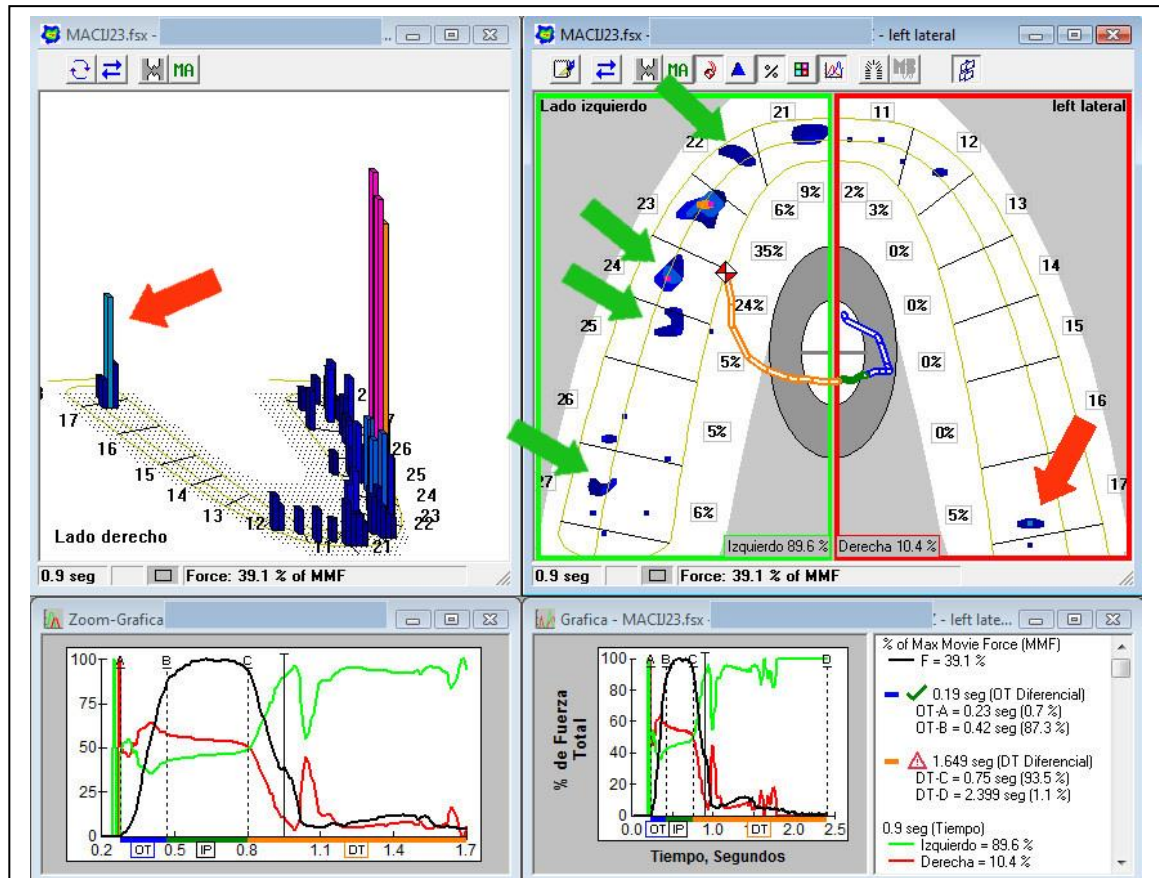 MACIJ23.fsx -
..
MA
17
16
15
14
13
12
11
21
22
23
24
25
26
Lado derecho
0.9 seg
Force: 39.1 % of MMF
MACIJ23.fsx -
- left lateral
MA
%
Lado izquierdo
left lateral
21
11
22
12
23
13
24
14
25
15
26
16
27
17
9%
2%
6%
3%
35%
0%
24%
0%
5%
0%
5%
0%
6%
5%
Izquierdo 89.6 %
Derecha 10.4 %
0.9 seg
Force: 39.1 % of MMF
Zoom-Grafica
100
75
50
25
0
A
B
C
T
0.2
OT
0.5
IP
0.8
1.1
DT
1.4
1.7
Grafica - MACIJ23.fsx -
- left late...
% de Fuerza Total
100
80
60
40
20
0
A
B
C
T
D
0.0
OT
IP
1.0
DT
2.0
2.5
Tiempo, Segundos
% of Max Movie Force (MMF)
F = 39.1 %
0.19 seg (OT Diferencial)
OT-A = 0.23 seg (0.7 %)
OT-B = 0.42 seg (87.3 %)
1.649 seg (DT Diferencial)
DT-C = 0.75 seg (93.5 %)
DT-D = 2.399 seg (1.1 %)
0.9 seg (Tiempo)
Izquierdo = 89.6 %
Derecha = 10.4 %